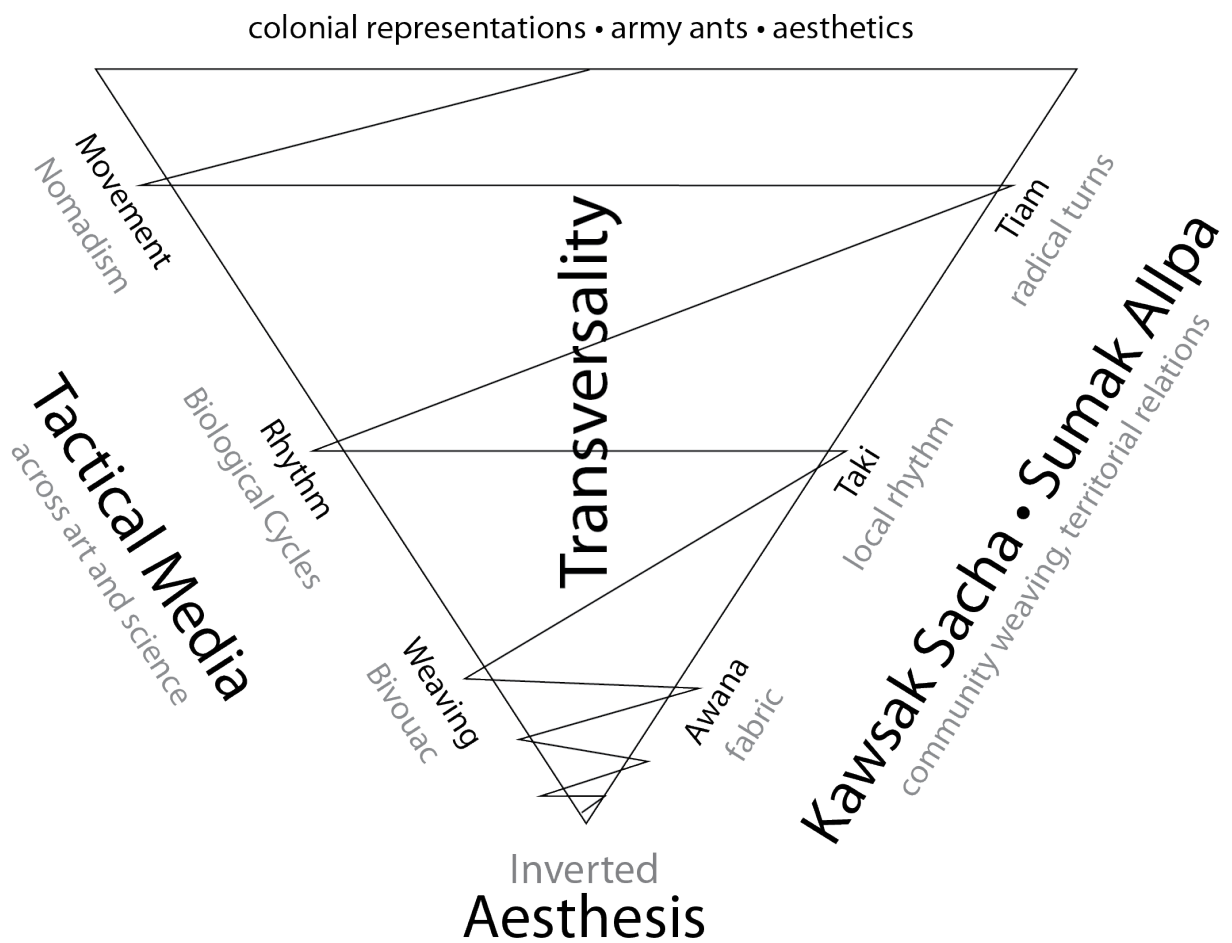 colonial representations • army ants • aesthetics
Movement
Nomadism
Tiam
radical turns
Transversality
Tactical Media
across art and science
Rhythm
Biological Cycles
Taki
local rhythm
Kawsak Sacha • Sumak Allpa
community weaving, territorial relations
Weaving
Bivouac
Awana
fabric
Inverted
Aesthesis